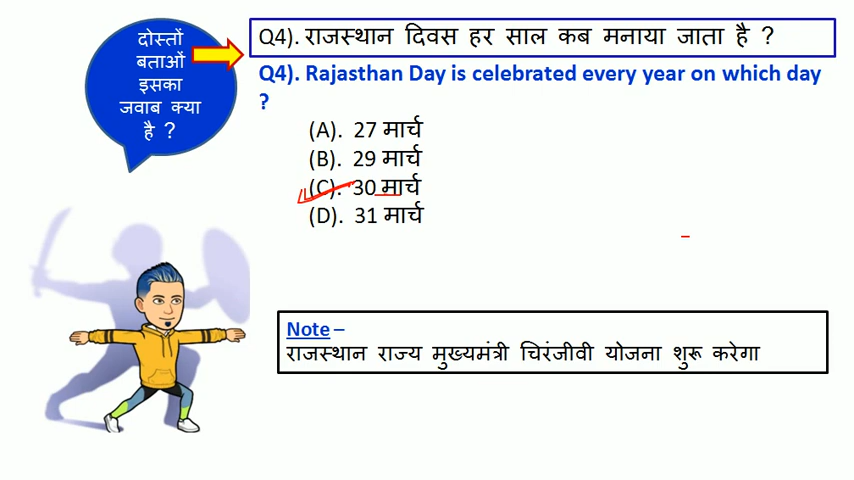 दोस्तों
बताओं
इसका
जवाब क्या
है ?
Q4). राजस्थान दिवस हर साल कब मनाया जाता है ?
Q4). Rajasthan Day is celebrated every year on which day
?
(A). 27 मार्च
(B). 29 मार्च
(C). 30 मार्च
(D). 31 मार्च
Note –
राजस्थान राज्य मुख्यमंत्री चिरंजीवी योजना शुरू करेगा